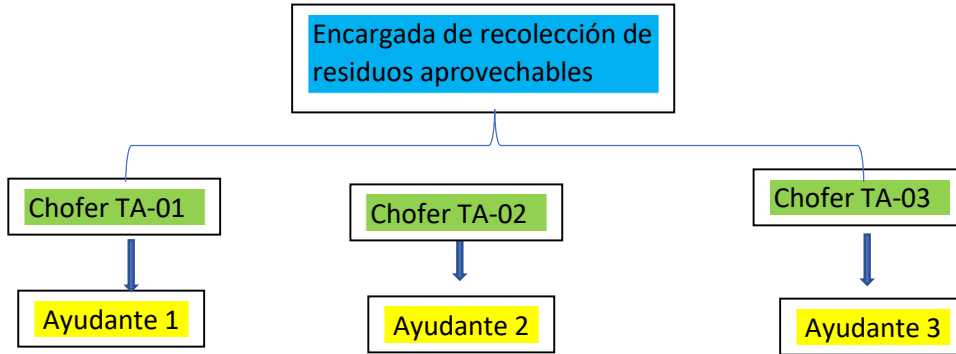 Encargada de recolección de
residuos aprovechables
Chofer TA-01
Chofer TA-02
Chofer TA-03
Ayudante 1
Ayudante 2
Ayudante 3